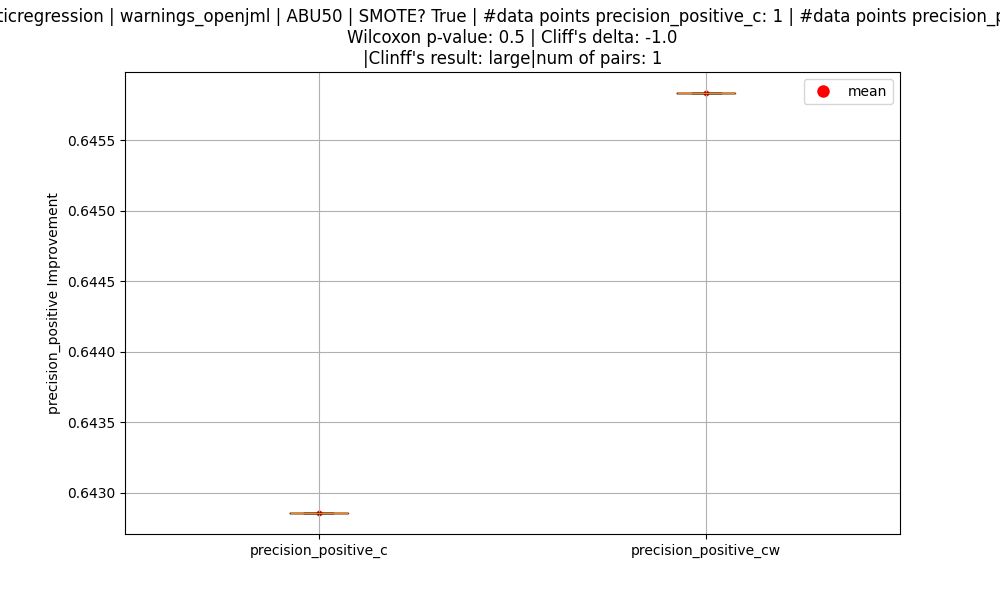 ticregression | warnings_openjml | ABU50 | SMOTE? True | #data points precision_positive_c: 1 | #data points precision_p
Wilcoxon p-value: 0.5 | Cliff's delta: -1.0
|Clinff's result: large|num of pairs: 1
mean
0.6455
0.6450
0.6445
0.6440
0.6435
0.6430
precision_positive Improvement
precision_positive_c
precision_positive_cw